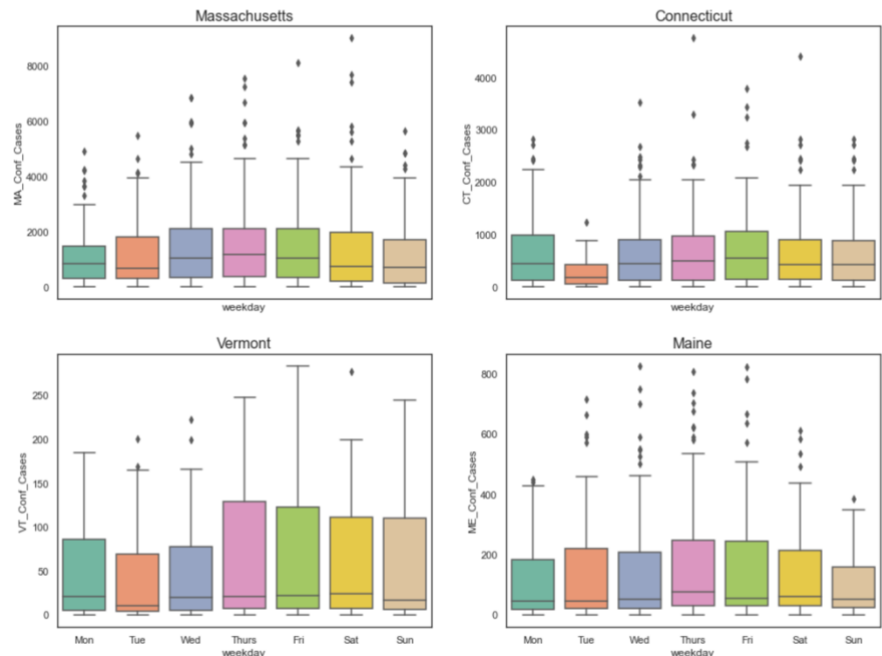 Massachusetts
MA_Conf_Cases
8000
6000
4000
2000
0
weekday
Connecticut
CT_Conf_Cases
4000
3000
2000
1000
0
weekday
Vermont
VT_Conf_Cases
250
200
150
100
50
0
Mon Tue Wed Thurs Fri Sat Sun
weekday
Maine
ME_Conf_Cases
800
600
400
200
0
Mon Tue Wed Thurs Fri Sat Sun
weekday